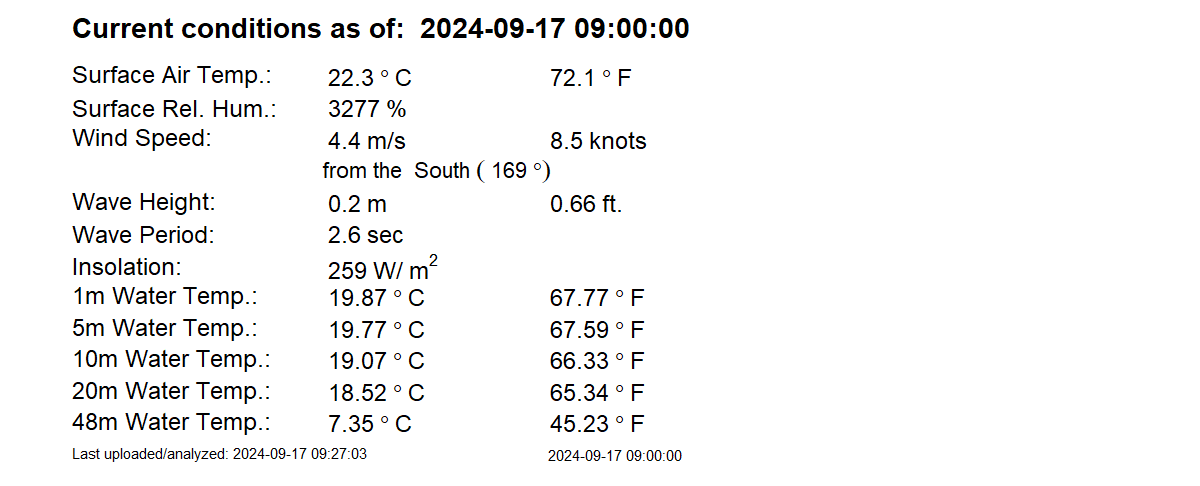 Current conditions as of: 2024-09-17 09:00:00
Surface Air Temp.: 22.3 ° C 72.1 ° F
Surface Rel. Hum.: 3277 %
Wind Speed: 4.4 m/s 8.5 knots
from the South ( 169 °)
Wave Height: 0.2 m 0.66 ft.
Wave Period: 2.6 sec
Insolation: 259 W/ m²
1m Water Temp.: 19.87 ° C 67.77 ° F
5m Water Temp.: 19.77 ° C 67.59 ° F
10m Water Temp.: 19.07 ° C 66.33 ° F
20m Water Temp.: 18.52 ° C 65.34 ° F
48m Water Temp.: 7.35 ° C 45.23 ° F
Last uploaded/analyzed: 2024-09-17 09:27:03 2024-09-17 09:00:00